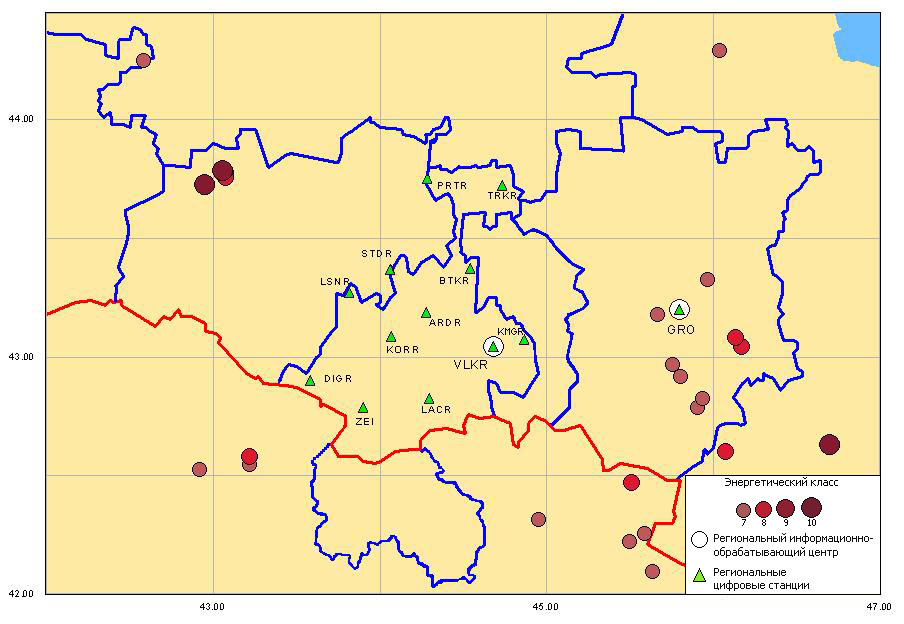 44.00
PRTR
TRKR
STDR
LSNR
BTKR
ARDR
KMGR
GRO
43.00
KORR
VLKR
DIGR
LACR
ZEI
Энергетический класс
7 8 9 10
Региональный информационно-
обрабатывающий центр
Региональные
цифровые станции
42.00
43.00 45.00 47.00